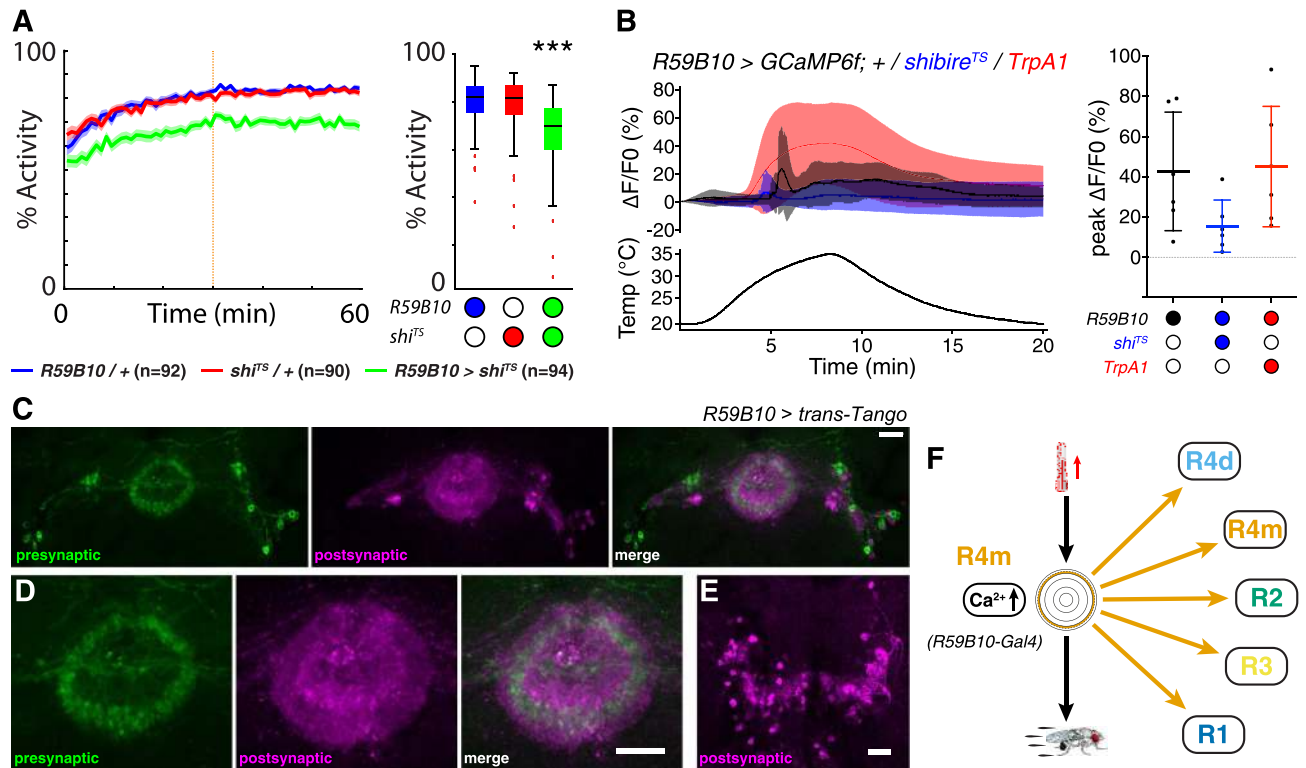 A
100
% Activity
0
0
Time (min)
60
100
% Activity
0
***
R59B10
shiTS
R59B10 / + (n=92)
shiTS / + (n=90)
R59B10 > shiTS (n=94)
B
R59B10 > GCaMP6f; + / shibireTS / TrpA1
80
60
40
20
0
-20
ΔF/F0 (%)
35
30
25
20
Temp (°C)
5
10
15
20
Time (min)
100
80
60
40
20
0
peak ΔF/F0 (%)
R59B10
shiTS
TrpA1
C
R59B10 > trans-Tango
presynaptic
postsynaptic
merge
D
presynaptic
postsynaptic
merge
E
postsynaptic
F
R4m
Ca2+
(R59B10-Gal4)
R4d
R4m
R2
R3
R1